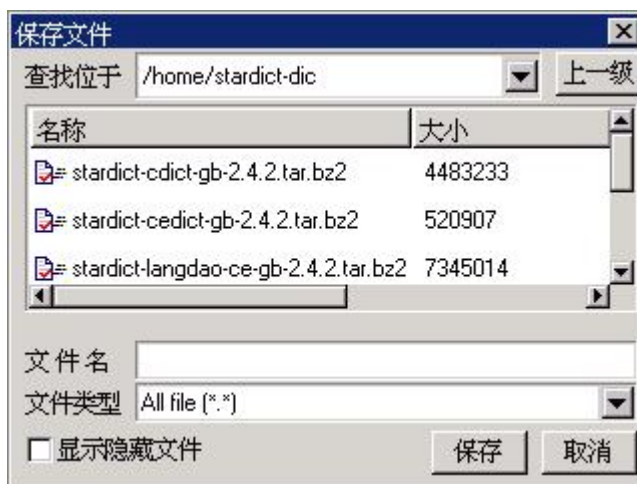 保存文件
查找位于 /home/stardict-dic 上一级
名称 大小
stardict-cdict-gb-2.4.2.tar.bz2 4483233
stardict-cedict-gb-2.4.2.tar.bz2 520907
stardict-langdao-ce-gb-2.4.2.tar.bz2 7345014
文件名
文件类型 All file (*.*)
显示隐藏文件 保存 取消